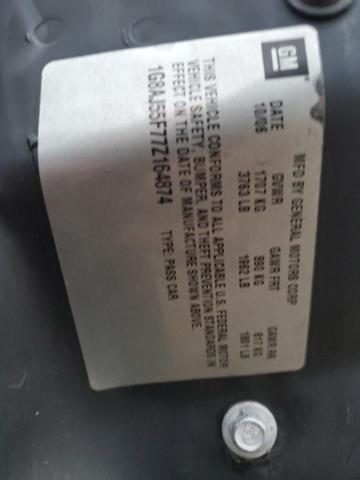 GM
MFD BY GENERAL MOTORS CORP
DATE GVWR GAWR FRT GAWR RR
10/06 1707 KG 890 KG 817 KG
3763 LB 1962 LB 1801 LB
THIS VEHICLE CONFORMS TO ALL APPLICABLE U.S. FEDERAL MOTOR
VEHICLE SAFETY, BUMPER, AND THEFT PREVENTION STANDARDS IN
EFFECT ON THE DATE OF MANUFACTURE SHOWN ABOVE.
1G8AJ55F77Z164874 TYPE: PASS CAR